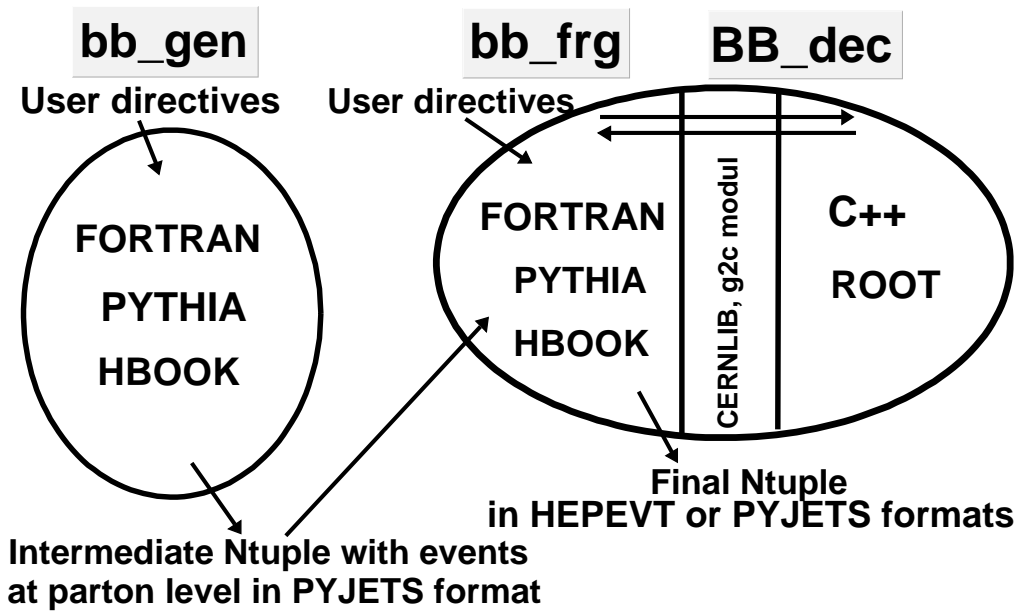 bb_gen
User directives
FORTRAN
PYTHIA
HBOOK
Intermediate Ntuple with events
at parton level in PYJETS format
bb_frg
BB_dec
User directives
FORTRAN
PYTHIA
HBOOK
CERNLIB, g2c modul
C++
ROOT
Final Ntuple
in HEPEVT or PYJETS formats